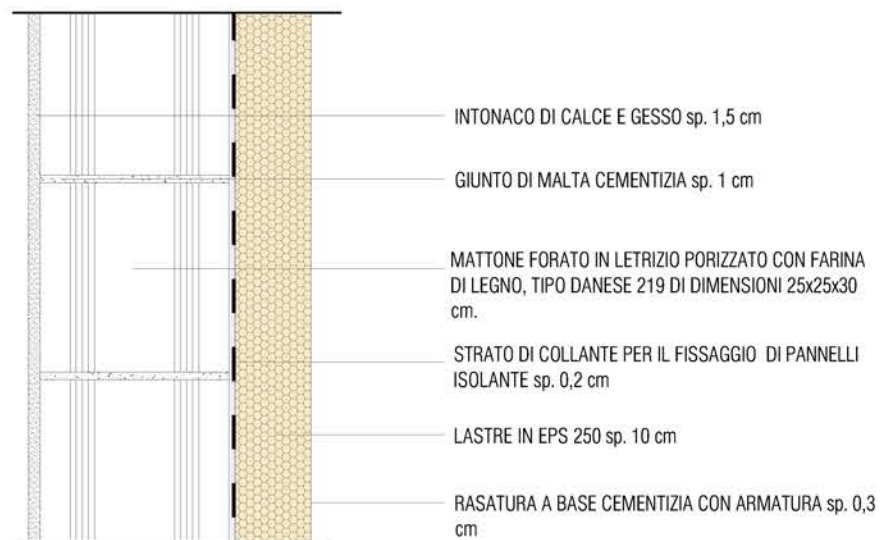 INTONACO DI CALCE E GESSO sp. 1,5 cm
GIUNTO DI MALTA CEMENTIZIA sp. 1 cm
MATTONE FORATO IN LETRIZIO PORIZZATO CON FARINA
DI LEGNO, TIPO DANESE 219 DI DIMENSIONI 25x25x30
cm.
STRATO DI COLLANTE PER IL FISSAGGIO DI PANNELLI
ISOLANTE sp. 0,2 cm
LASTRE IN EPS 250 sp. 10 cm
RASATURA A BASE CEMENTIZIA CON ARMATURA sp. 0,3
cm